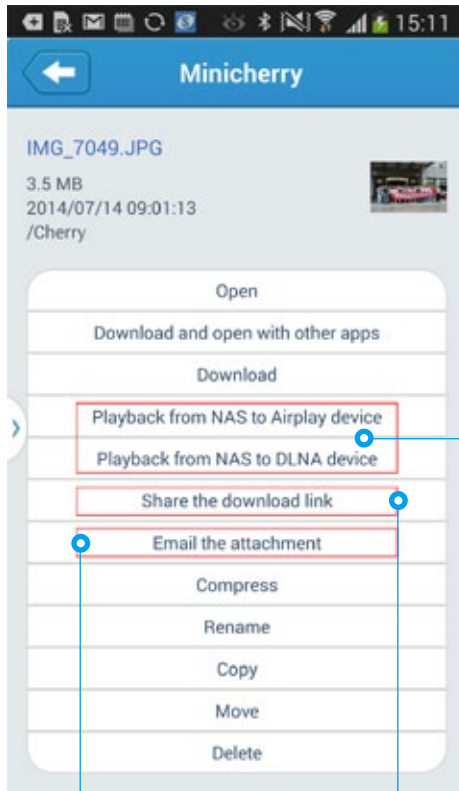 15:11
Minicherry
IMG_7049.JPG
3.5 MB
2014/07/14 09:01:13
/Cherry
Open
Download and open with other apps
Download
Playback from NAS to Airplay device
Playback from NAS to DLNA device
Share the download link
Email the attachment
Compress
Rename
Copy
Move
Delete